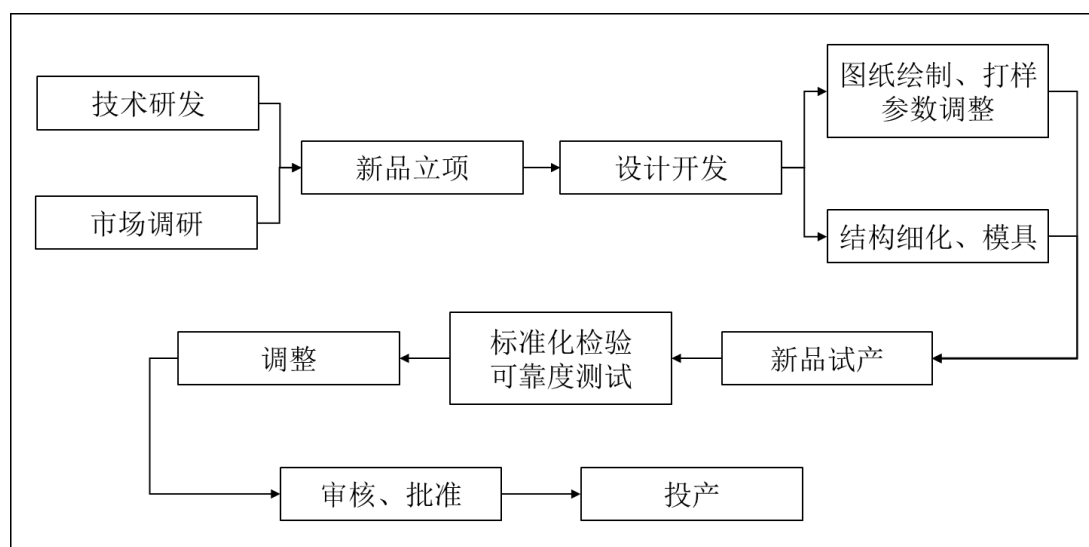 技术研发
市场调研
新品立项
设计开发
图纸绘制、打样
参数调整
结构细化、模具
新品试产
标准化检验
可靠度测试
调整
审核、批准
投产